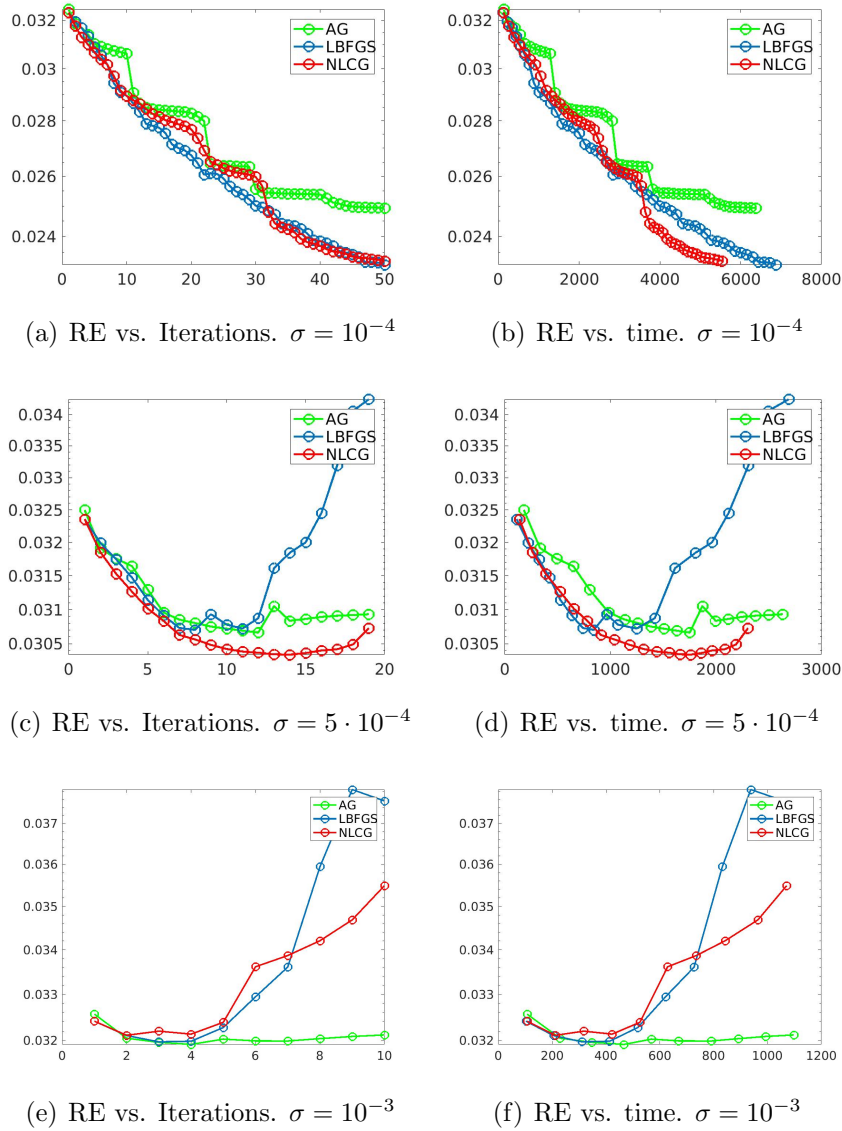 0.032
0.03
0.028
0.026
0.024
0 10 20 30 40 50
AG
LBFGS
NLCG
0.032
0.03
0.028
0.026
0.024
0 2000 4000 6000 8000
AG
LBFGS
NLCG
(a) RE vs. Iterations. σ = 10⁻⁴
(b) RE vs. time. σ = 10⁻⁴
0.034
0.0335
0.033
0.0325
0.032
0.0315
0.031
0.0305
0 5 10 15 20
AG
LBFGS
NLCG
0.034
0.0335
0.033
0.0325
0.032
0.0315
0.031
0.0305
0 1000 2000 3000
AG
LBFGS
NLCG
(c) RE vs. Iterations. σ = 5 · 10⁻⁴
(d) RE vs. time. σ = 5 · 10⁻⁴
0.037
0.036
0.035
0.034
0.033
0.032
0 2 4 6 8 10
AG
LBFGS
NLCG
0.037
0.036
0.035
0.034
0.033
0.032
0 200 400 600 800 1000 1200
AG
LBFGS
NLCG
(e) RE vs. Iterations. σ = 10⁻³
(f) RE vs. time. σ = 10⁻³